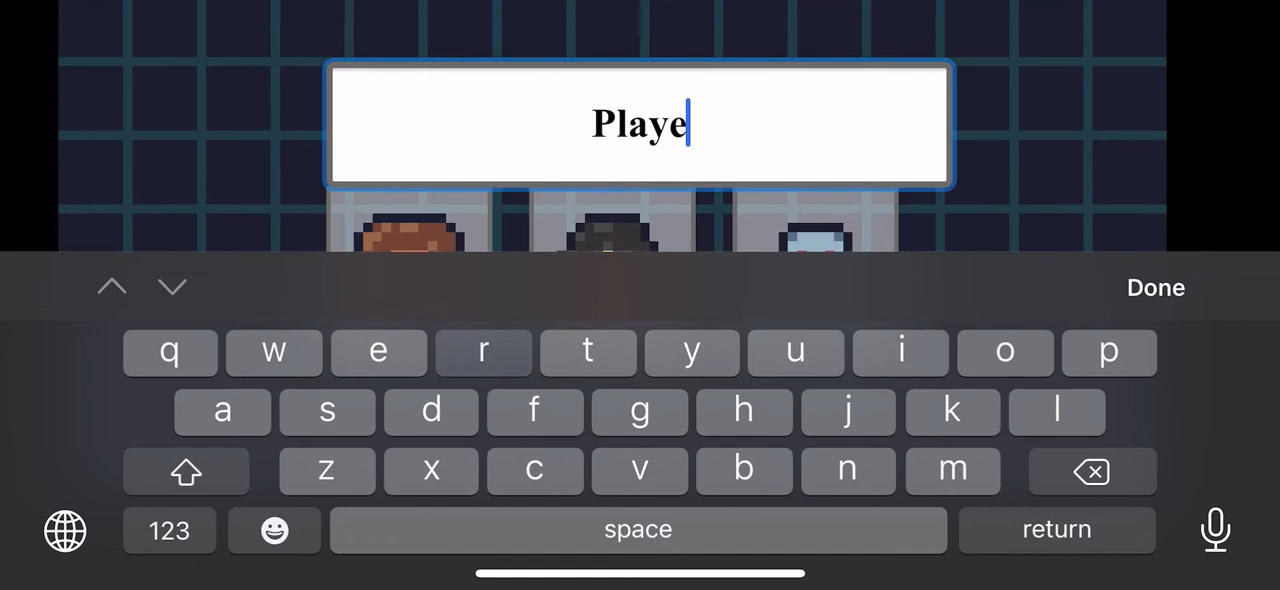 Playe
Done
q w e r t y u i o p
a s d f g h j k l
z x c v b n m
123 space return